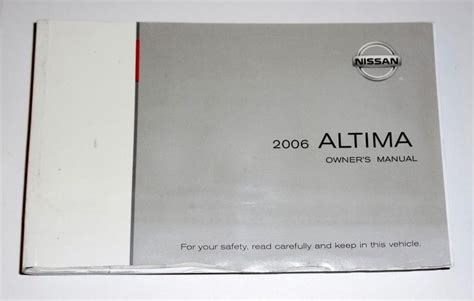 NISSAN
2006 ALTIMA
OWNER'S MANUAL
For your safety, read carefully and keep in this vehicle.